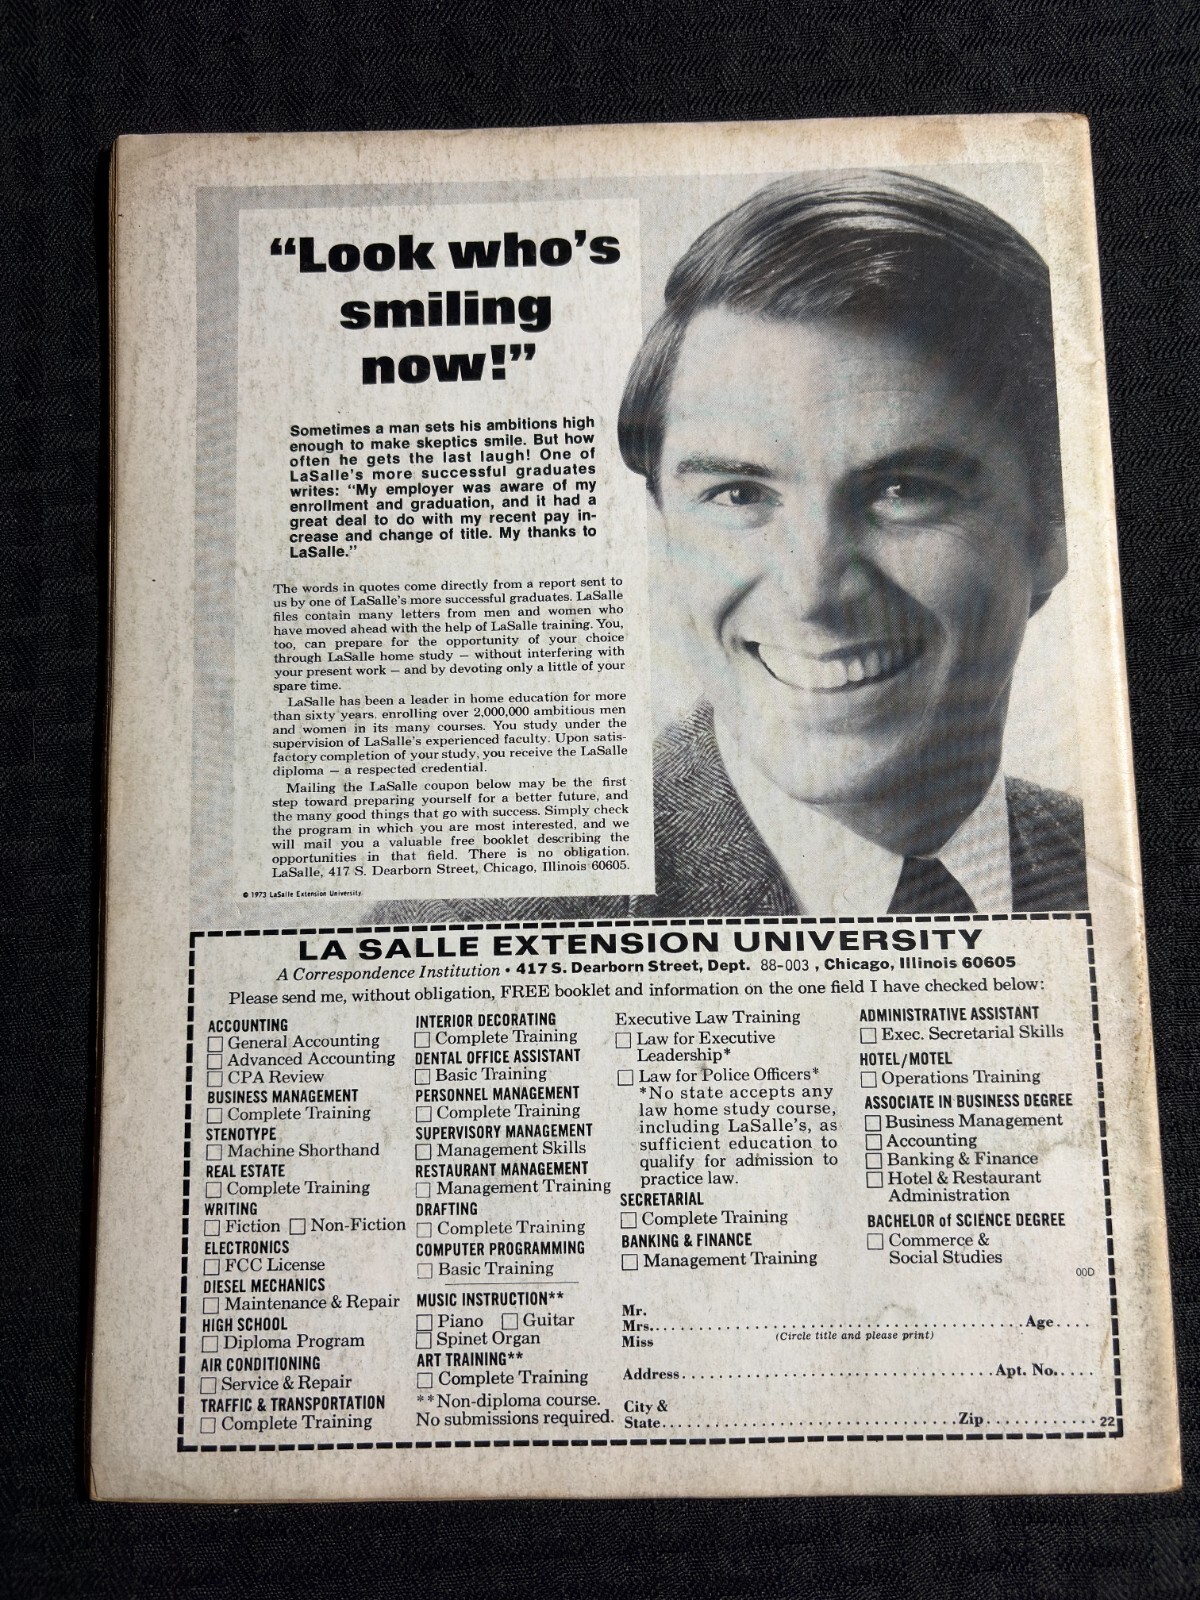 “Look who’s
smiling
now!”
Sometimes a man sets his ambitions high
enough to make skeptics smile. But how
often he gets the last laugh! One of
LaSalle’s more successful graduates
writes: “My employer was aware of my
enrollment and graduation, and it had a
great deal to do with my recent pay in-
crease and change of title. My thanks to
LaSalle.”
The words in quotes come directly from a report sent to
us by one of LaSalle’s more successful graduates. LaSalle
files contain many letters from men and women who
have moved ahead with the help of LaSalle training. You,
too, can prepare for the opportunity of your choice
through LaSalle home study — without interfering with
your present work — and by devoting only a little of your
spare time.
LaSalle has been a leader in home education for more
than sixty years, enrolling over 2,000,000 ambitious men
and women in its many courses. You study under the
supervision of LaSalle’s experienced faculty. Upon satis-
factory completion of your study, you receive the LaSalle
diploma — a respected credential.
Mailing the LaSalle coupon below may be the first
step toward preparing yourself for a better future, and
the many good things that go with success. Simply check
the program in which you are most interested, and we
will mail you a valuable free booklet describing the
opportunities in that field. There is no obligation.
LaSalle, 417 S. Dearborn Street, Chicago, Illinois 60605.
© 1973 LaSalle Extension University
LA SALLE EXTENSION UNIVERSITY
A Correspondence Institution • 417 S. Dearborn Street, Dept. 88-003 , Chicago, Illinois 60605
Please send me, without obligation, FREE booklet and information on the one field I have checked below:
ACCOUNTING
☐ General Accounting
☐ Advanced Accounting
☐ CPA Review
BUSINESS MANAGEMENT
☐ Complete Training
STENOTYPE
☐ Machine Shorthand
REAL ESTATE
☐ Complete Training
WRITING
☐ Fiction ☐ Non-Fiction
ELECTRONICS
☐ FCC License
DIESEL MECHANICS
☐ Maintenance & Repair
HIGH SCHOOL
☐ Diploma Program
AIR CONDITIONING
☐ Service & Repair
TRAFFIC & TRANSPORTATION
☐ Complete Training
INTERIOR DECORATING
☐ Complete Training
DENTAL OFFICE ASSISTANT
☐ Basic Training
PERSONNEL MANAGEMENT
☐ Complete Training
SUPERVISORY MANAGEMENT
☐ Management Skills
RESTAURANT MANAGEMENT
☐ Management Training
DRAFTING
☐ Complete Training
COMPUTER PROGRAMMING
☐ Basic Training
MUSIC INSTRUCTION**
☐ Piano ☐ Guitar
☐ Spinet Organ
ART TRAINING**
☐ Complete Training
**Non-diploma course.
No submissions required.
Executive Law Training
☐ Law for Executive
Leadership*
☐ Law for Police Officers*
*No state accepts any
law home study course,
including LaSalle’s, as
sufficient education to
qualify for admission to
practice law.
SECRETARIAL
☐ Complete Training
BANKING & FINANCE
☐ Management Training
ADMINISTRATIVE ASSISTANT
☐ Exec. Secretarial Skills
HOTEL/MOTEL
☐ Operations Training
ASSOCIATE IN BUSINESS DEGREE
☐ Business Management
☐ Accounting
☐ Banking & Finance
☐ Hotel & Restaurant
Administration
BACHELOR of SCIENCE DEGREE
☐ Commerce &
Social Studies
00D
Mr.
Mrs. Age
Miss (Circle title and please print)
Address Apt. No.
City &
State Zip 22